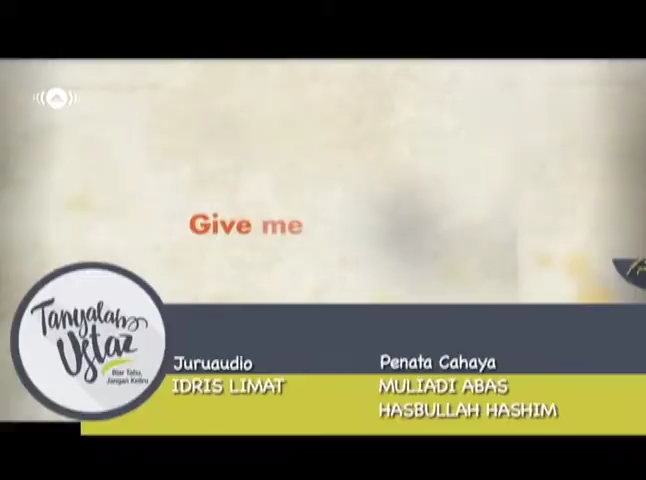 Give me
Tanyalah
Ustaz
Biar Tahu,
Jangan Keliru
Juruaudio
IDRIS LIMAT
Penata Cahaya
MULIADI ABAS
HASBULLAH HASHIM